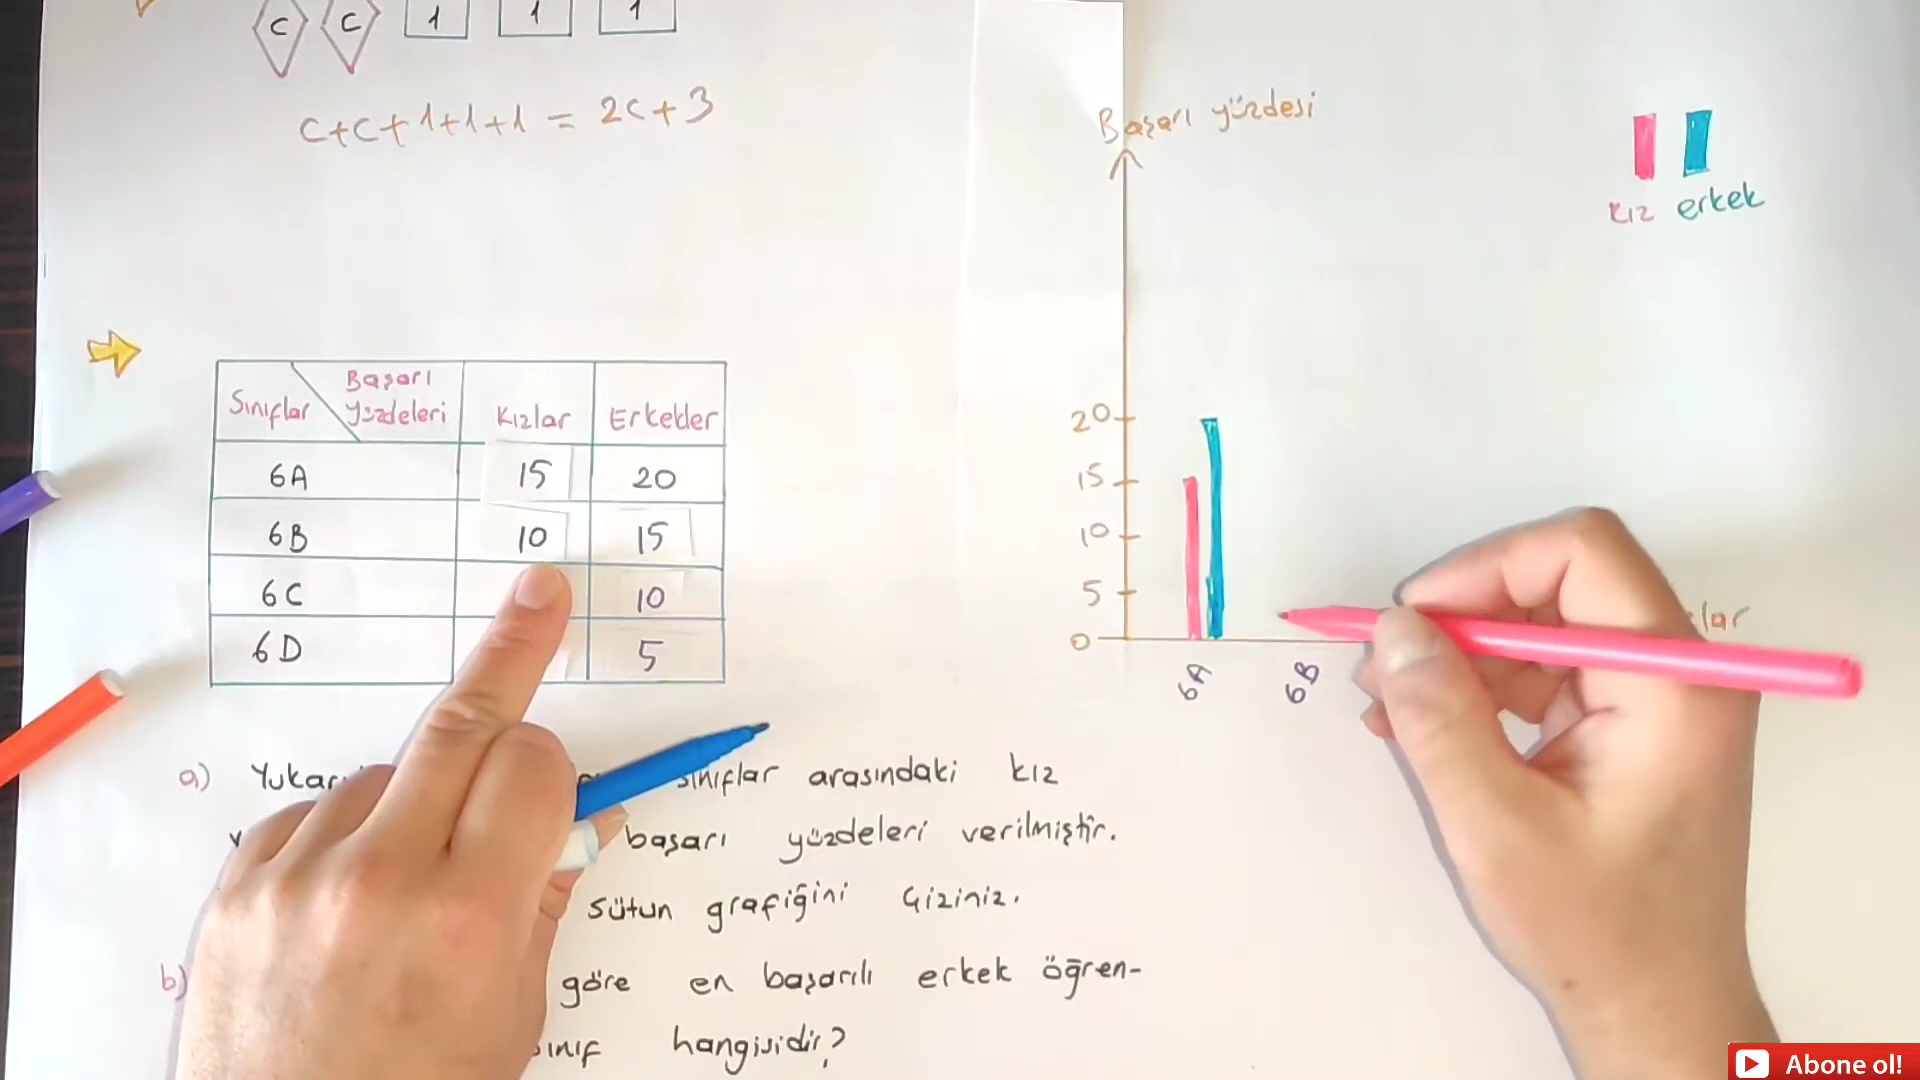 C C 1 1 1
C+C+1+1+1 = 2C+3
Başarı yüzdesi
kız erkek
Sınıflar Başarı Yüzdeleri Kızlar Erkekler
6A 15 20
6B 10 15
6C 10
6D 5
20
15
10
5
0
6A 6B
a) sınıflar arasındaki kız
başarı yüzdeleri verilmiştir.
sütun grafiğini çiziniz.
b) göre en başarılı erkek öğren-
sınıf hangisidir?
Abone ol!